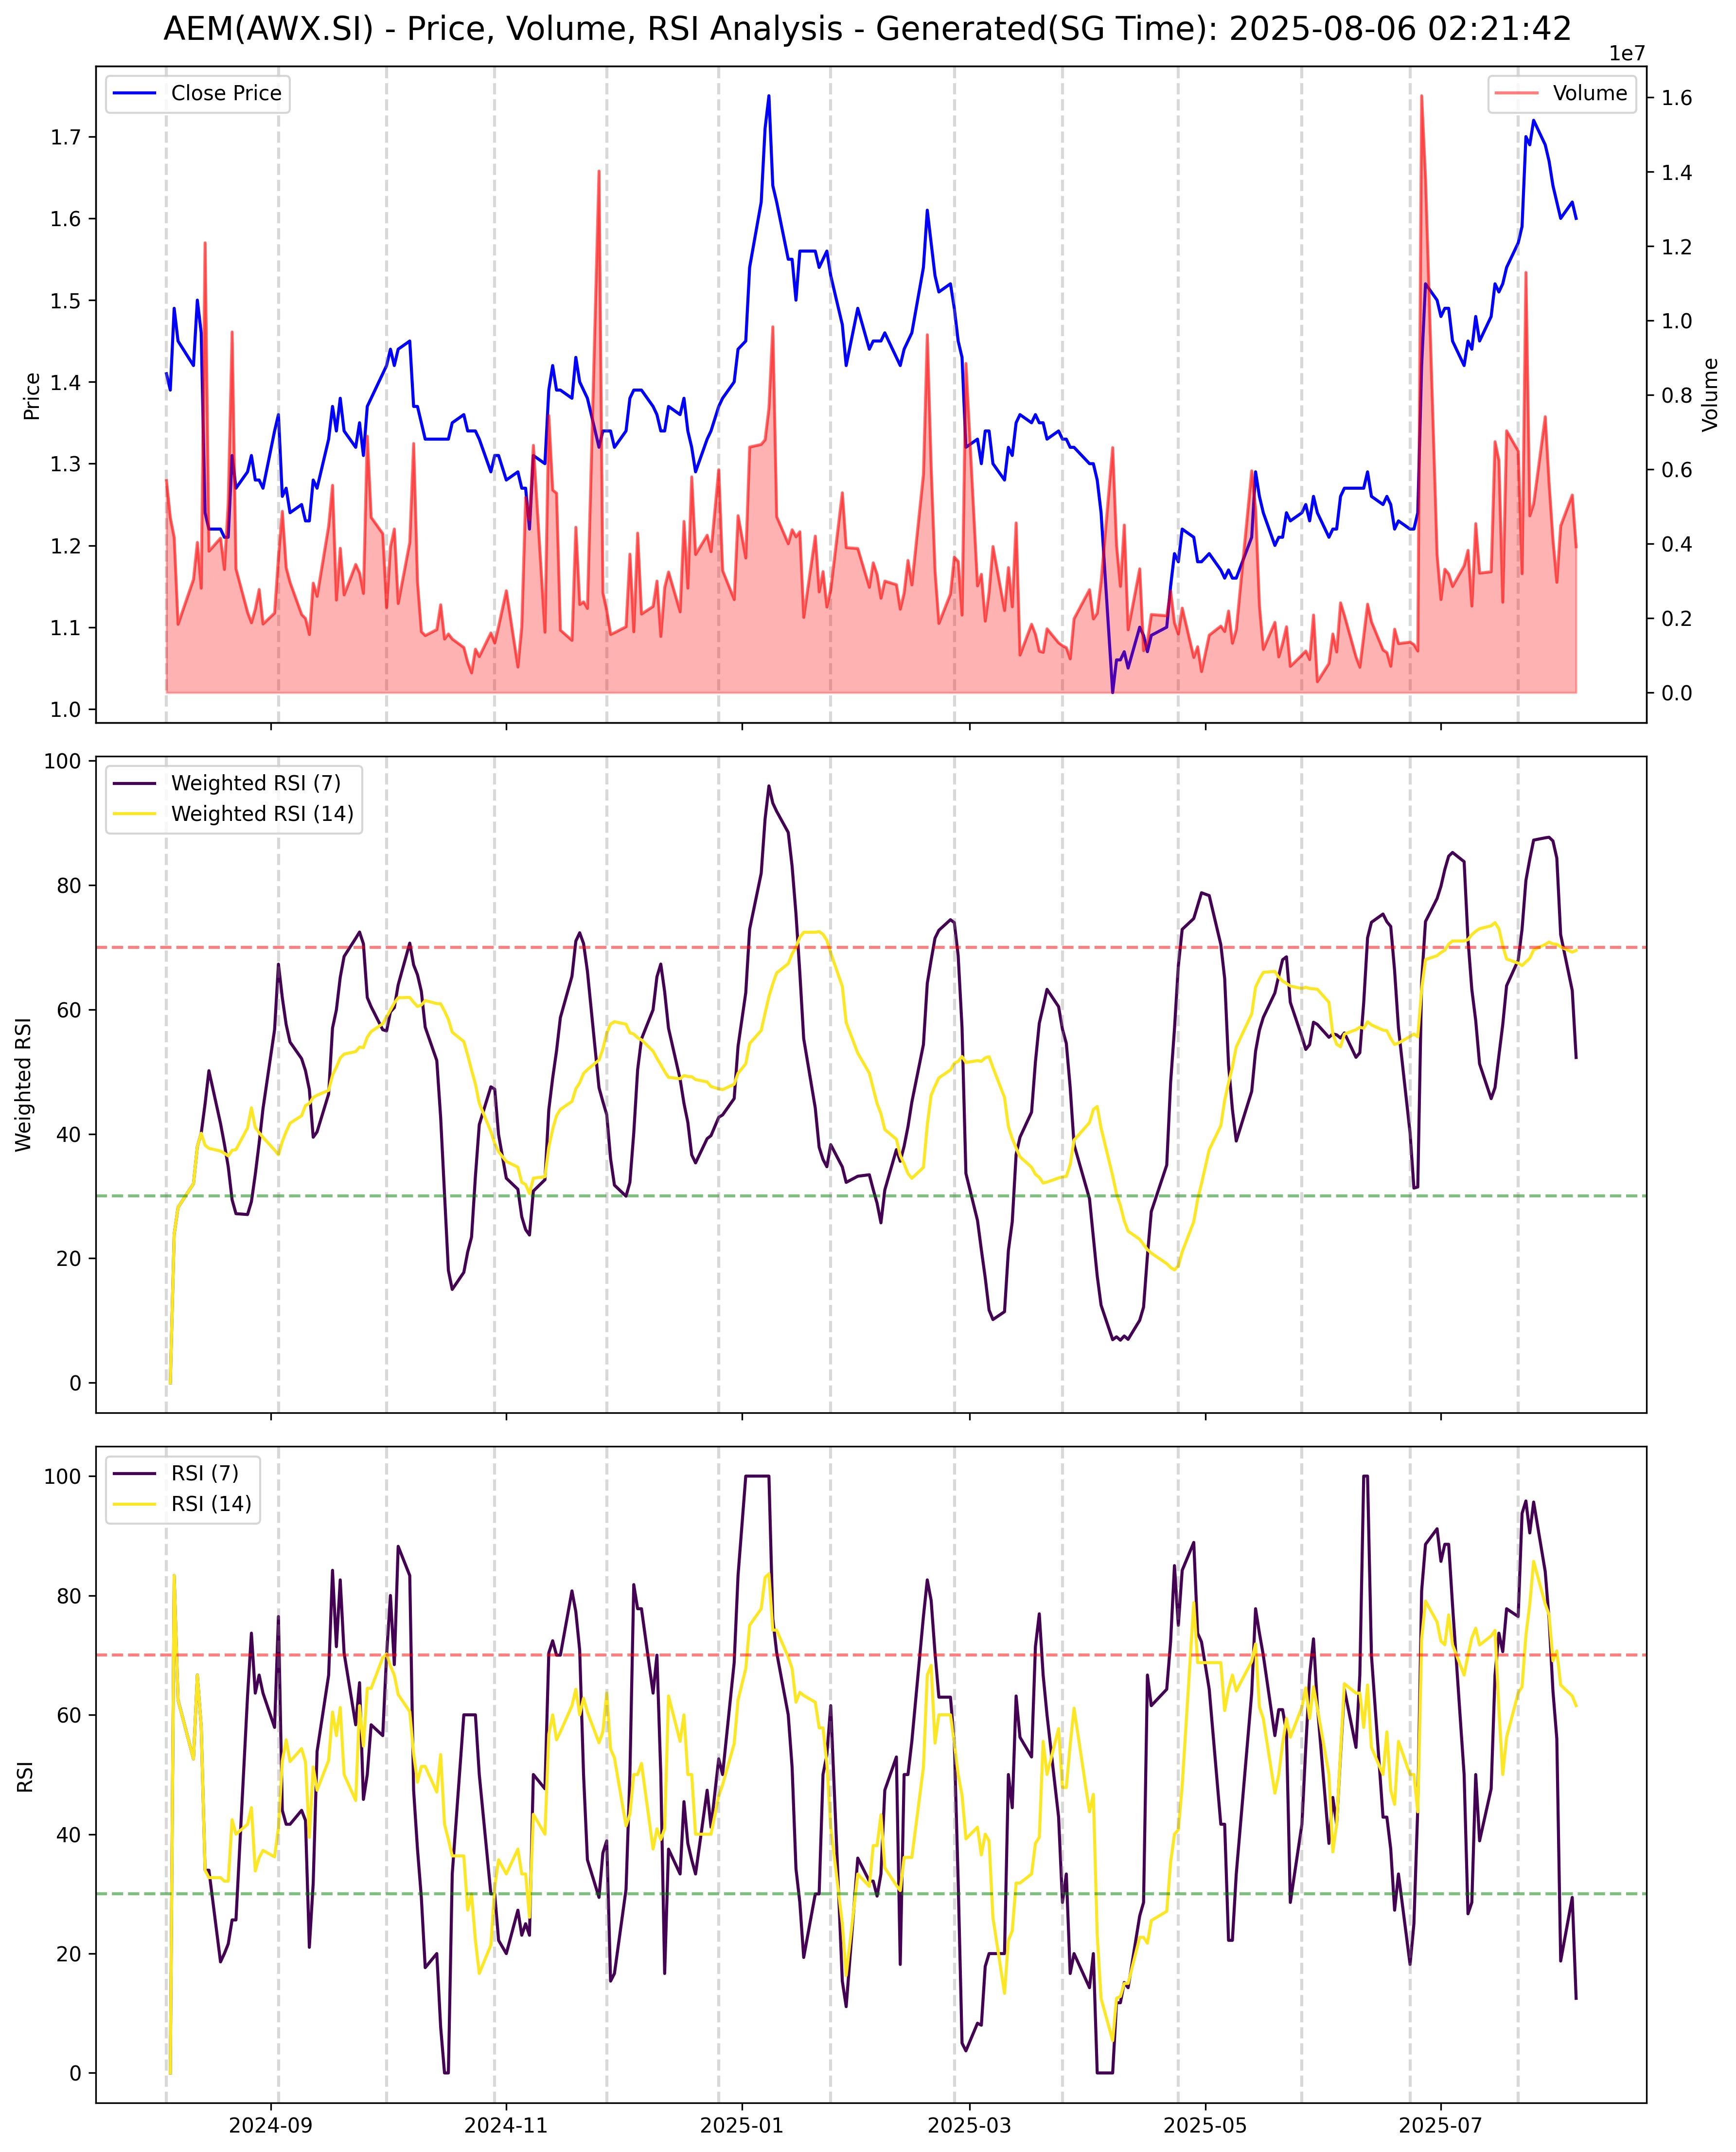 AEM(AWX.SI) - Price, Volume, RSI Analysis - Generated(SG Time): 2025-08-06 02:21:42
1e7
Close Price
Volume
1.7
1.6
1.5
1.4
1.3
1.2
1.1
1.0
Price
1.6
1.4
1.2
1.0
0.8
0.6
0.4
0.2
0.0
Volume
Weighted RSI (7)
Weighted RSI (14)
100
80
60
40
20
0
Weighted RSI
RSI (7)
RSI (14)
100
80
60
40
20
0
RSI
2024-09
2024-11
2025-01
2025-03
2025-05
2025-07